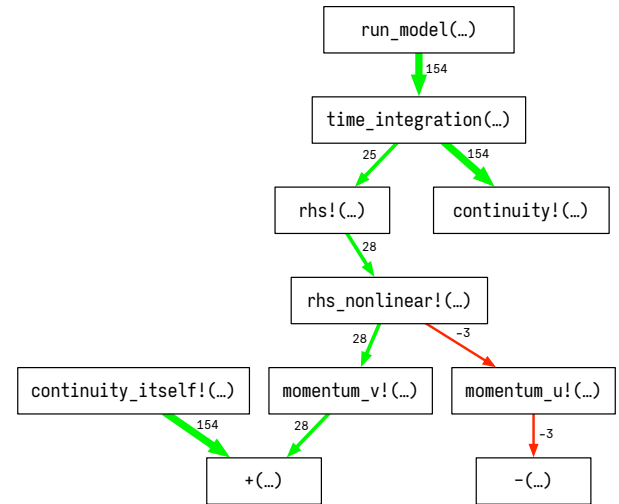 run_model(…)
154
time_integration(…)
25
154
rhs!(…)
continuity!(…)
28
rhs_nonlinear!(…)
28
-3
continuity_itself!(…)
momentum_v!(…)
momentum_u!(…)
154
28
-3
+(…)
-(…)